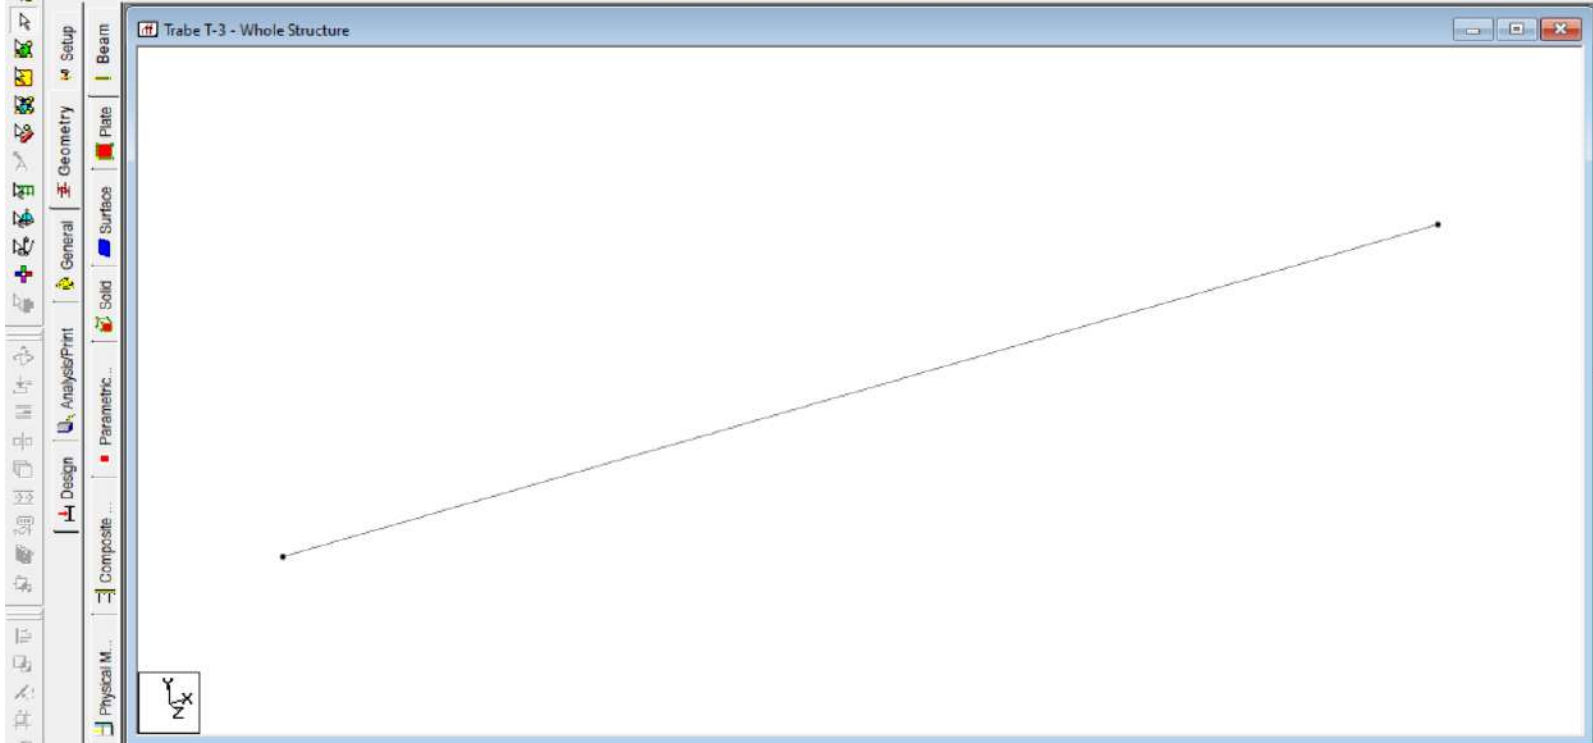 Trabe T-3 - Whole Structure
Setup
Geometry
General
Analysis/Print
Design
Beam
Plate
Surface
Solid
Parametric...
Composite ...
Physical M...
Y
X
Z